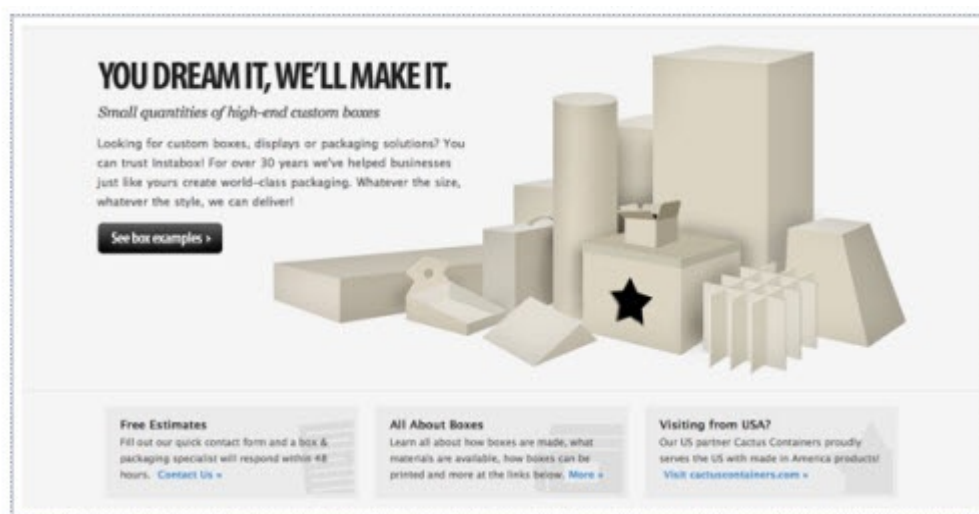 YOU DREAM IT, WE'LL MAKE IT.
Small quantities of high-end custom boxes
Looking for custom boxes, displays or packaging solutions? You
can trust Instabox! For over 30 years we've helped businesses
just like yours create world-class packaging. Whatever the size,
whatever the style, we can deliver!
See box examples >
Free Estimates
Fill out our quick contact form and a box &
packaging specialist will respond within 48
hours. Contact Us »
All About Boxes
Learn all about how boxes are made, what
materials are available, how boxes can be
printed and more at the links below. More »
Visiting from USA?
Our US partner Cactus Containers proudly
serves the US with made in America products!
Visit cactuscontainers.com »